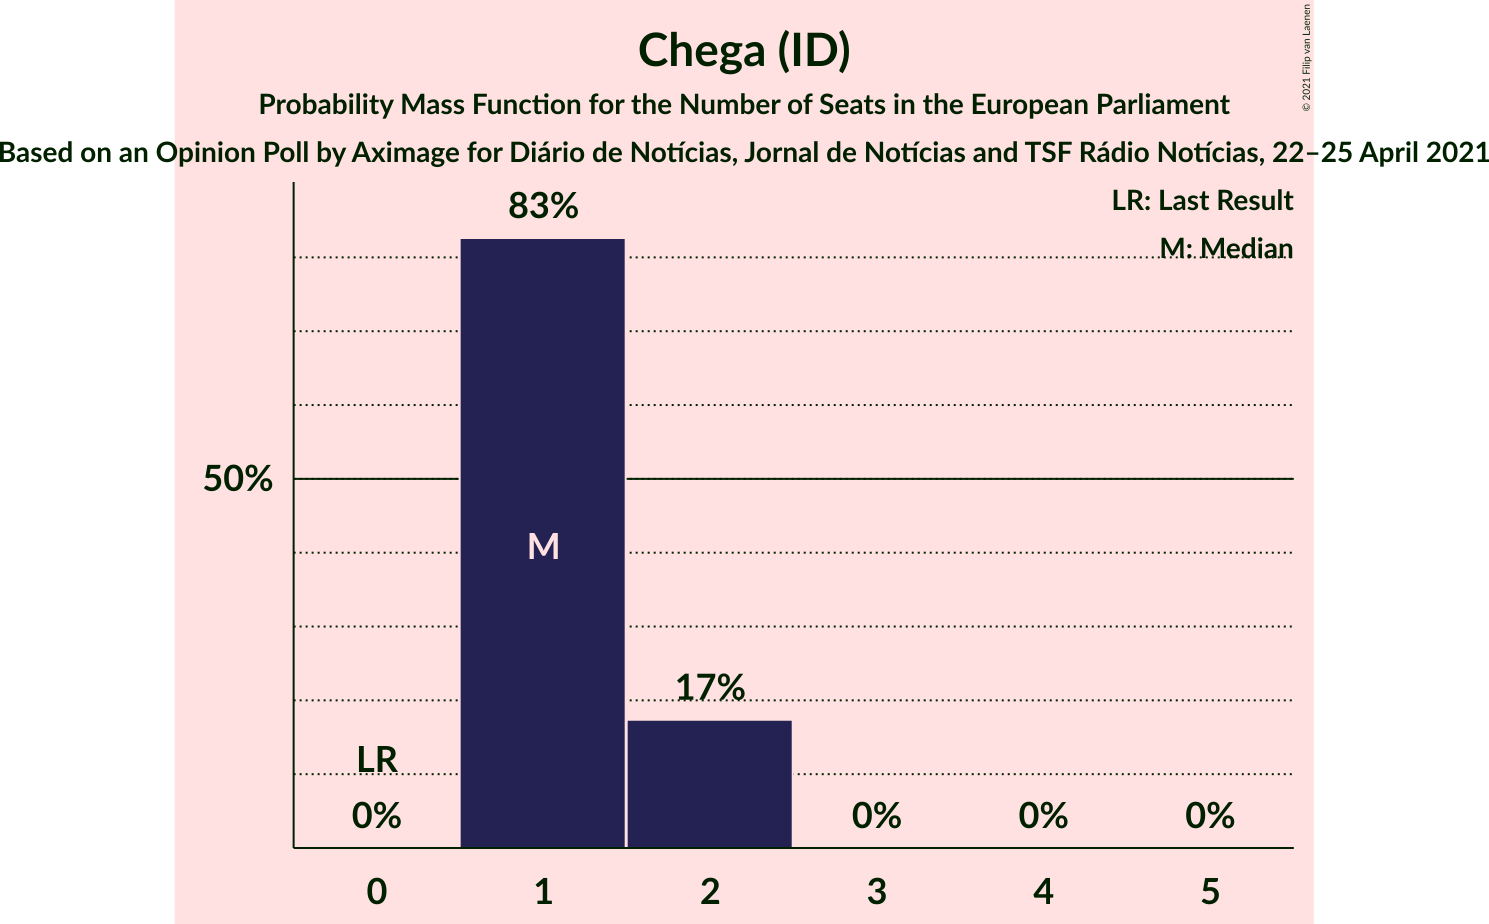 Chega (ID)
Probability Mass Function for the Number of Seats in the European Parliament
Based on an Opinion Poll by Aximage for Diário de Notícias, Jornal de Notícias and TSF Rádio Notícias, 22–25 April 2021
© 2021 Filip van Laenen
LR: Last Result
M: Median
83%
50%
M
17%
LR
0%
0%
0%
0%
0
1
2
3
4
5